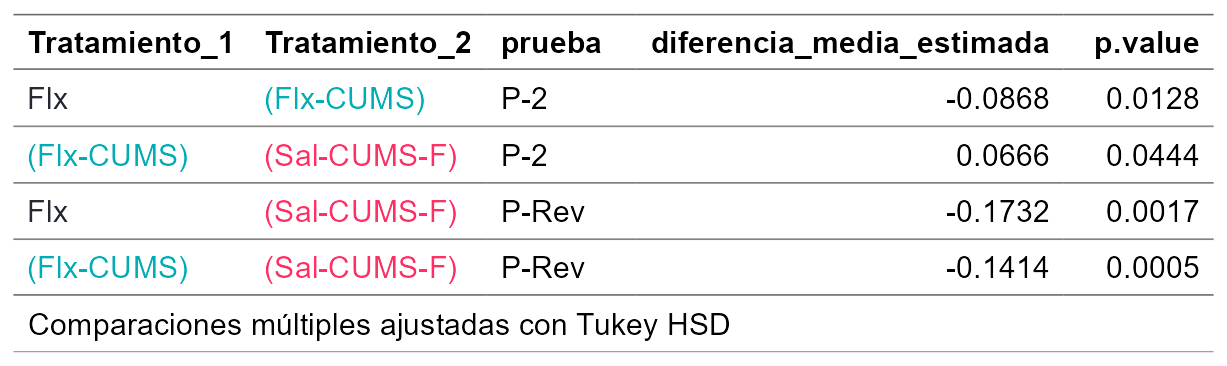 Tratamiento_1 Tratamiento_2 prueba diferencia_media_estimada p.value
Flx (Flx-CUMS) P-2 -0.0868 0.0128
(Flx-CUMS) (Sal-CUMS-F) P-2 0.0666 0.0444
Flx (Sal-CUMS-F) P-Rev -0.1732 0.0017
(Flx-CUMS) (Sal-CUMS-F) P-Rev -0.1414 0.0005
Comparaciones múltiples ajustadas con Tukey HSD